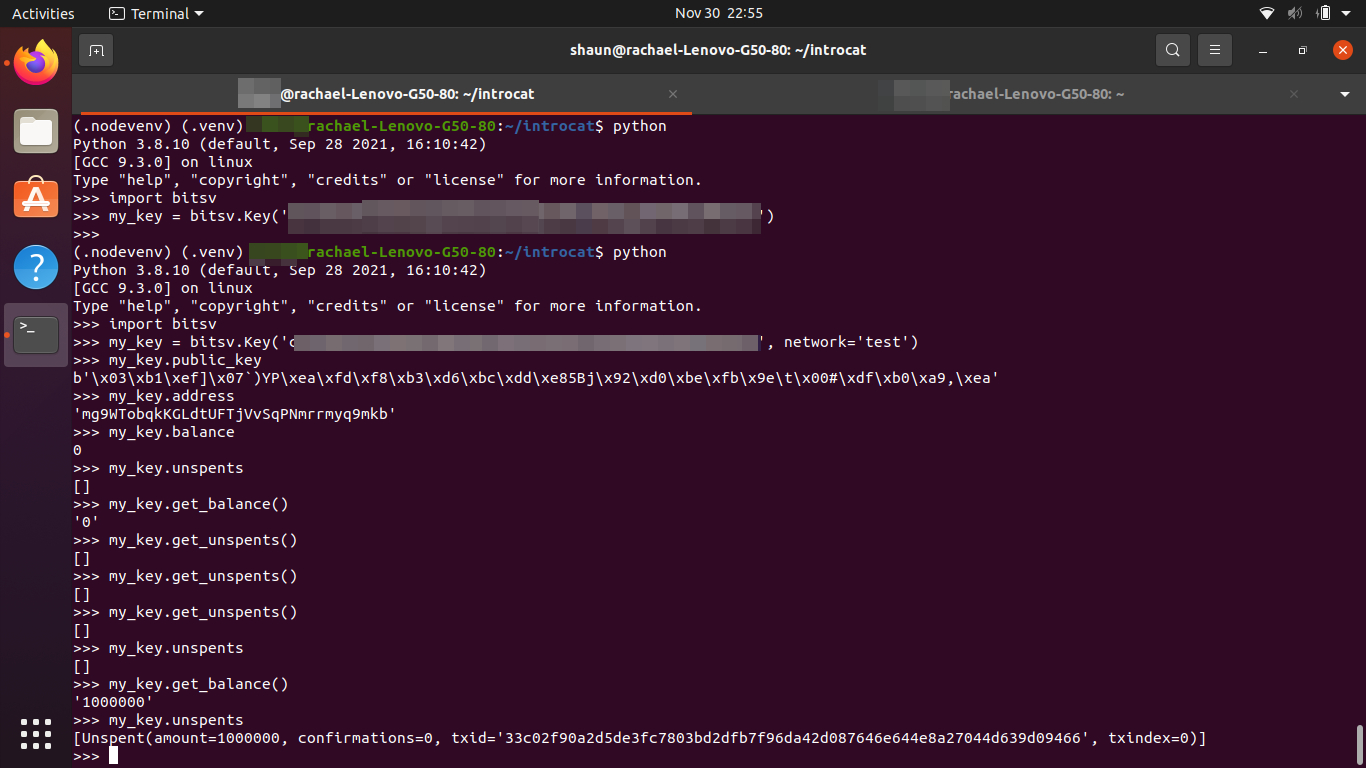 Activities
Terminal
Nov 30 22:55
shaun@rachael-Lenovo-G50-80: ~/introcat
@rachael-Lenovo-G50-80: ~/introcat
rachael-Lenovo-G50-80: ~
(.nodevenv) (.venv) rachael-Lenovo-G50-80:~/introcat$ python
Python 3.8.10 (default, Sep 28 2021, 16:10:42)
[GCC 9.3.0] on linux
Type "help", "copyright", "credits" or "license" for more information.
>>> import bitsv
>>> my_key = bitsv.Key('')
>>>
(.nodevenv) (.venv) rachael-Lenovo-G50-80:~/introcat$ python
Python 3.8.10 (default, Sep 28 2021, 16:10:42)
[GCC 9.3.0] on linux
Type "help", "copyright", "credits" or "license" for more information.
>>> import bitsv
>>> my_key = bitsv.Key('c', network='test')
>>> my_key.public_key
b'\x03\xb1\xef]\x07`)YP\xea\xfd\xf8\xb3\xd6\xbc\xdd\xe85Bj\x92\xd0\xbe\xfb\x9e\t\x00#\xdf\xb0\xa9,\xea'
>>> my_key.address
'mg9WTobqkKGLdtUFTjVvSqPNmrrmyq9mkb'
>>> my_key.balance
0
>>> my_key.unspents
[]
>>> my_key.get_balance()
'0'
>>> my_key.get_unspents()
[]
>>> my_key.get_unspents()
[]
>>> my_key.get_unspents()
[]
>>> my_key.unspents
[]
>>> my_key.get_balance()
'1000000'
>>> my_key.unspents
[Unspent(amount=1000000, confirmations=0, txid='33c02f90a2d5de3fc7803bd2dfb7f96da42d087646e644e8a27044d639d09466', txindex=0)]
>>>